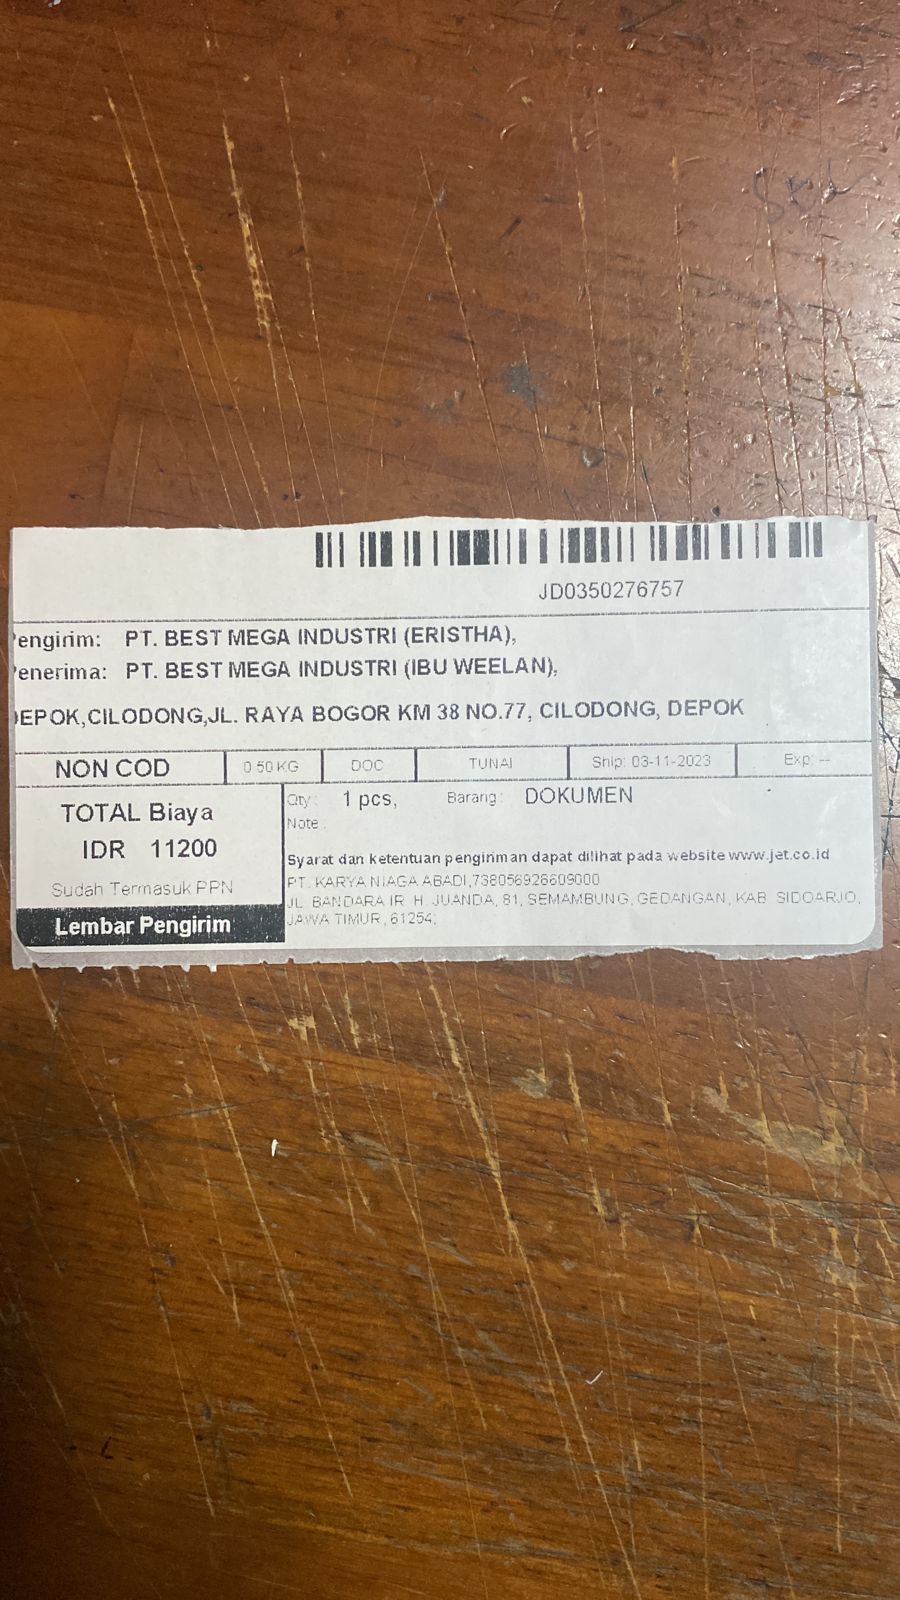 JD0350276757
engirim: PT. BEST MEGA INDUSTRI (ERISTHA),
enerima: PT. BEST MEGA INDUSTRI (IBU WEELAN),
EPOK,CILODONG,JL. RAYA BOGOR KM 38 NO.77, CILODONG, DEPOK
NON COD 0.50 KG DOC TUNAI Ship: 03-11-2023 Exp: --
TOTAL Biaya
IDR 11200
Sudah Termasuk PPN
Lembar Pengirim
Qty : 1 pcs, Barang : DOKUMEN
Note :
Syarat dan ketentuan pengiriman dapat dilihat pada website www.jet.co.id
PT. KARYA NIAGA ABADI,738056926609000
JL. BANDARA IR. H. JUANDA, 81, SEMAMBUNG, GEDANGAN, KAB. SIDOARJO,
JAWA TIMUR, 61254;